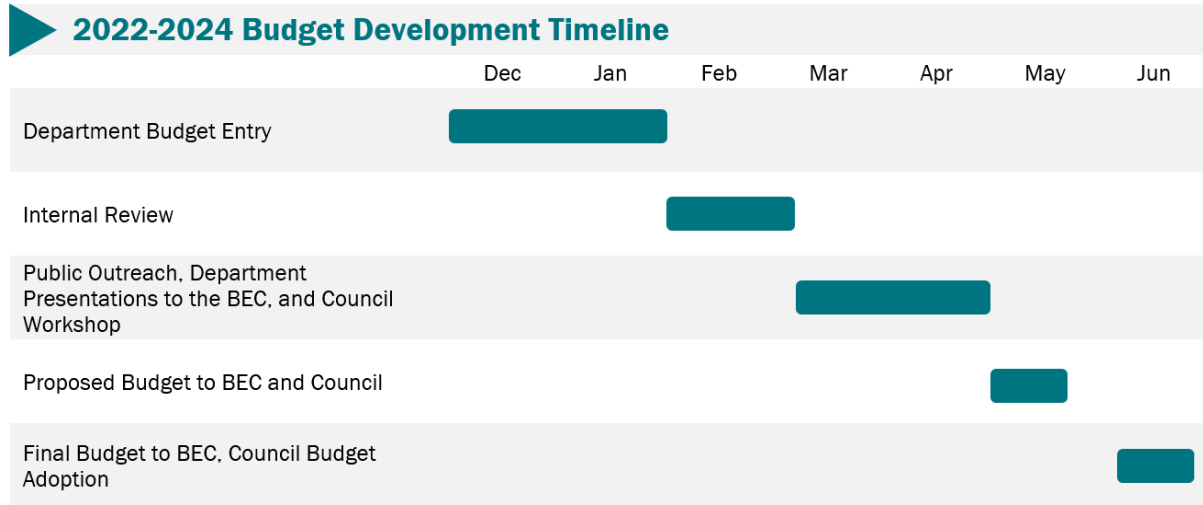 2022-2024 Budget Development Timeline
Dec Jan Feb Mar Apr May Jun
Department Budget Entry
Internal Review
Public Outreach, Department
Presentations to the BEC, and Council
Workshop
Proposed Budget to BEC and Council
Final Budget to BEC, Council Budget
Adoption